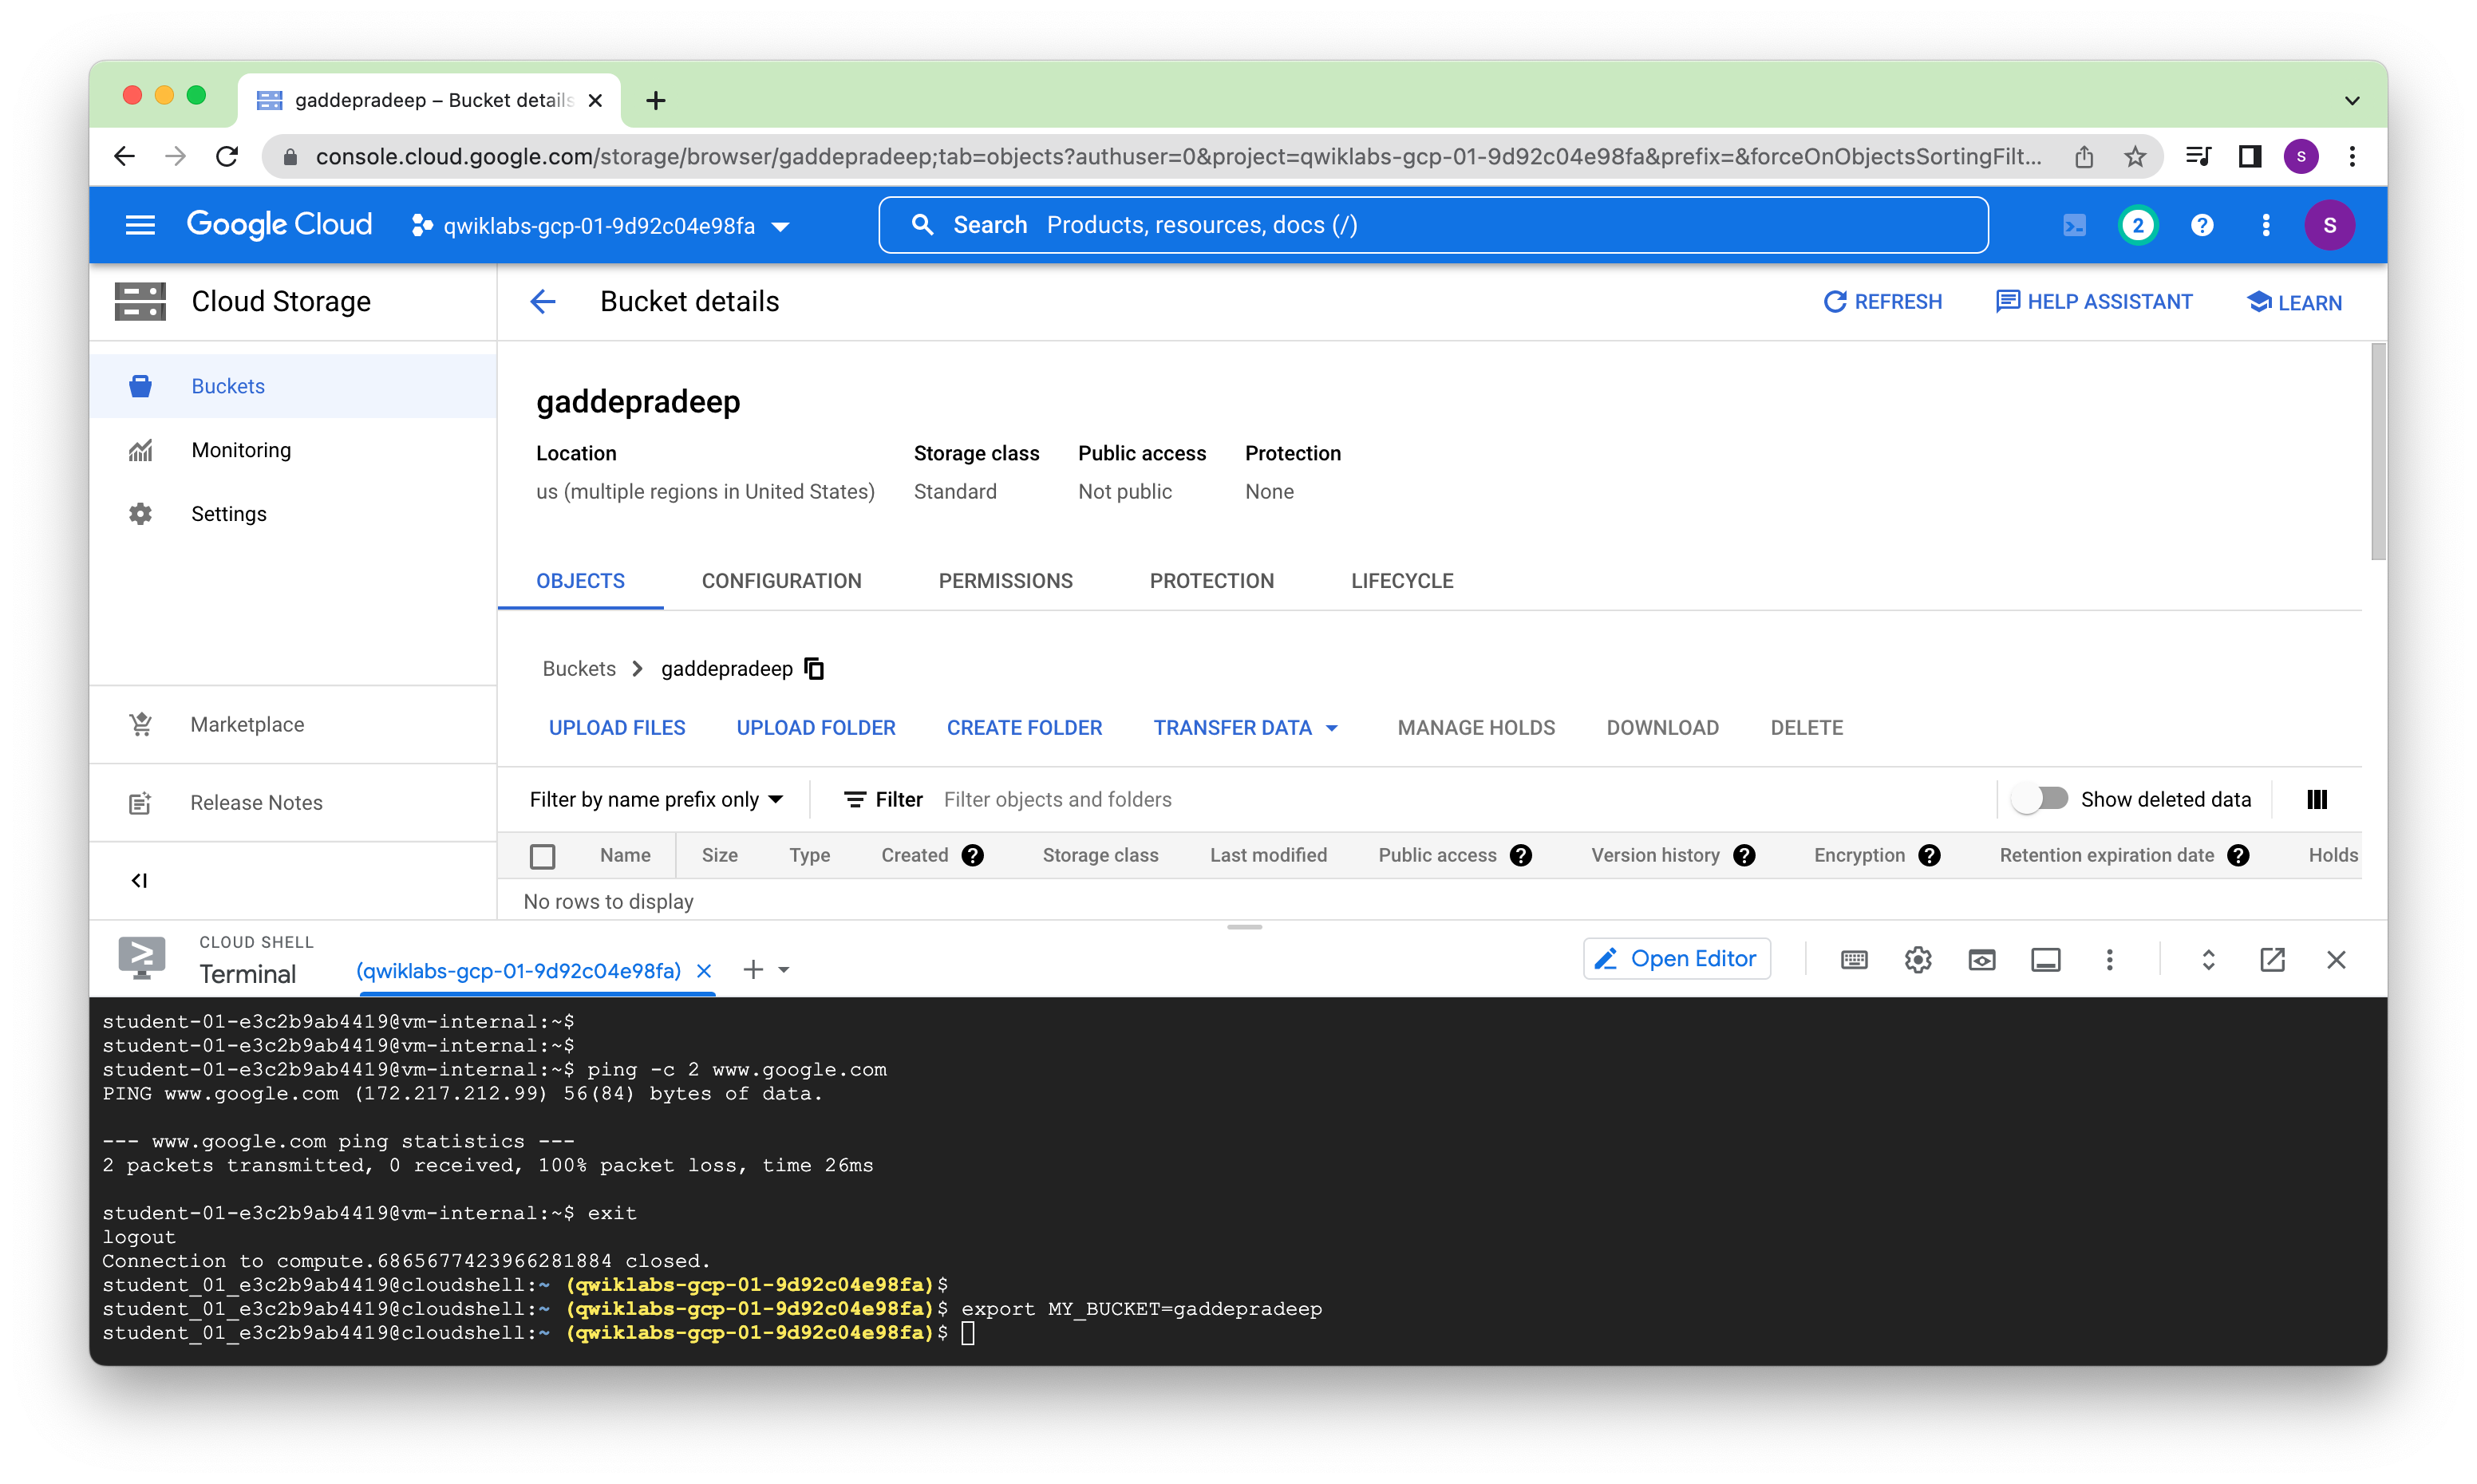 gaddepradeep – Bucket details
console.cloud.google.com/storage/browser/gaddepradeep;tab=objects?authuser=0&project=qwiklabs-gcp-01-9d92c04e98fa&prefix=&forceOnObjectsSortingFilt...
S
Google Cloud
qwiklabs-gcp-01-9d92c04e98fa
Search Products, resources, docs (/)
2
S
Cloud Storage
Bucket details
REFRESH
HELP ASSISTANT
LEARN
Buckets
Monitoring
Settings
Marketplace
Release Notes
gaddepradeep
Location Storage class Public access Protection
us (multiple regions in United States) Standard Not public None
OBJECTS CONFIGURATION PERMISSIONS PROTECTION LIFECYCLE
Buckets > gaddepradeep
UPLOAD FILES UPLOAD FOLDER CREATE FOLDER TRANSFER DATA MANAGE HOLDS DOWNLOAD DELETE
Filter by name prefix only Filter Filter objects and folders Show deleted data
Name Size Type Created ? Storage class Last modified Public access ? Version history ? Encryption ? Retention expiration date ? Holds
No rows to display
CLOUD SHELL
Terminal
(qwiklabs-gcp-01-9d92c04e98fa)
Open Editor
student-01-e3c2b9ab4419@vm-internal:~$
student-01-e3c2b9ab4419@vm-internal:~$
student-01-e3c2b9ab4419@vm-internal:~$ ping -c 2 www.google.com
PING www.google.com (172.217.212.99) 56(84) bytes of data.
--- www.google.com ping statistics ---
2 packets transmitted, 0 received, 100% packet loss, time 26ms
student-01-e3c2b9ab4419@vm-internal:~$ exit
logout
Connection to compute.6865677423966281884 closed.
student_01_e3c2b9ab4419@cloudshell:~ (qwiklabs-gcp-01-9d92c04e98fa)$
student_01_e3c2b9ab4419@cloudshell:~ (qwiklabs-gcp-01-9d92c04e98fa)$ export MY_BUCKET=gaddepradeep
student_01_e3c2b9ab4419@cloudshell:~ (qwiklabs-gcp-01-9d92c04e98fa)$